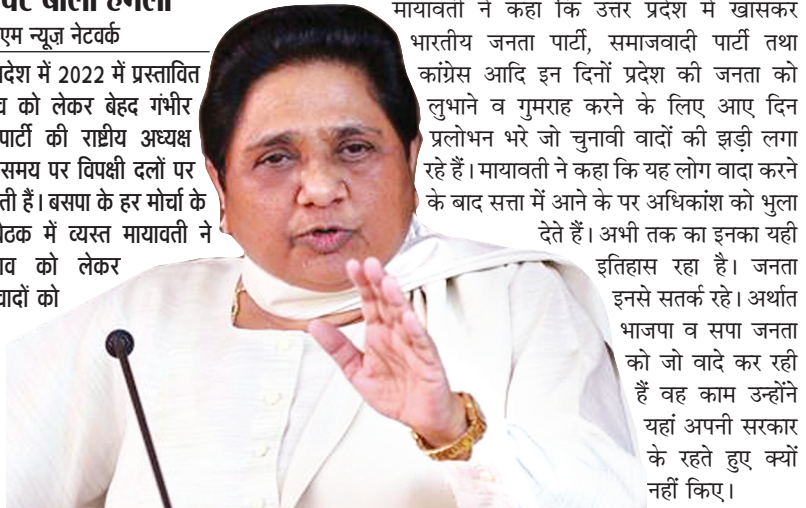 बोला हमला
एम न्यूज़ नेटवर्क
में 2022 में प्रस्तावित
को लेकर बेहद गंभीर
पार्टी की राष्ट्रीय अध्यक्ष
समय पर विपक्षी दलों पर
हैं। बसपा के हर मोर्चा के
में व्यस्त मायावती ने
को लेकर
को
मायावती ने कहा कि उत्तर प्रदेश में खासकर
भारतीय जनता पार्टी, समाजवादी पार्टी तथा
कांग्रेस आदि इन दिनों प्रदेश की जनता को
लुभाने व गुमराह करने के लिए आए दिन
प्रलोभन भरे जो चुनावी वादों की झड़ी लगा
रहे हैं। मायावती ने कहा कि यह लोग वादा करने
के बाद सत्ता में आने के पर अधिकांश को भुला
देते हैं। अभी तक का इनका यही
इतिहास रहा है। जनता
इनसे सतर्क रहे। अर्थात
भाजपा व सपा जनता
को जो वादे कर रही
हैं वह काम उन्होंने
यहां अपनी सरकार
के रहते हुए क्यों
नहीं किए।